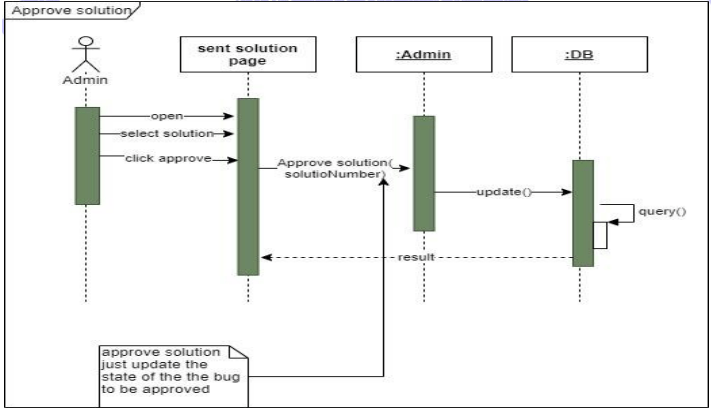 Approve solution
sent solution
page
:Admin
:DB
Admin
open
select solution
click approve
Approve solution(
solutioNumber)
update()
query()
result
approve solution
just update the
state of the the bug
to be approved